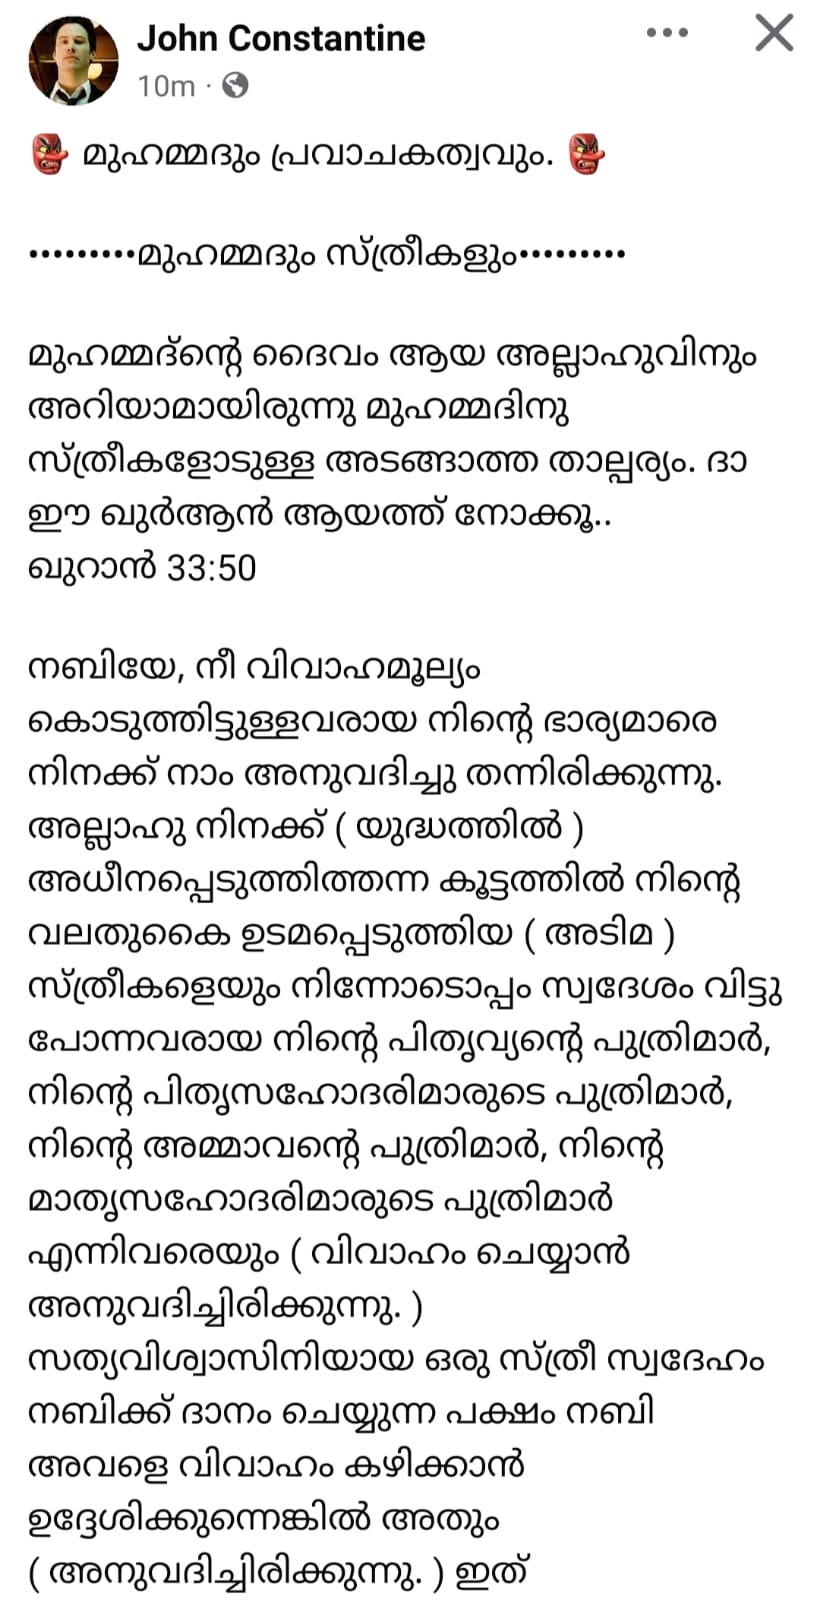 John Constantine
10m ·
👺 മുഹമ്മദും പ്രവാചകത്വവും. 👺
•••••••••മുഹമ്മദും സ്ത്രീകളും•••••••••
മുഹമ്മദ്ന്റെ ദൈവം ആയ അല്ലാഹുവിനും
അറിയാമായിരുന്നു മുഹമ്മദിനു
സ്ത്രീകളോടുള്ള അടങ്ങാത്ത താല്പര്യം. ദാ
ഈ ഖുർആൻ ആയത്ത് നോക്കൂ..
ഖുറാൻ 33:50
നബിയേ, നീ വിവാഹമൂല്യം
കൊടുത്തിട്ടുള്ളവരായ നിന്റെ ഭാര്യമാരെ
നിനക്ക് നാം അനുവദിച്ചു തന്നിരിക്കുന്നു.
അല്ലാഹു നിനക്ക് ( യുദ്ധത്തിൽ )
അധീനപ്പെടുത്തിത്തന്ന കൂട്ടത്തിൽ നിന്റെ
വലതുകൈ ഉടമപ്പെടുത്തിയ ( അടിമ )
സ്ത്രീകളെയും നിന്നോടൊപ്പം സ്വദേശം വിട്ടു
പോന്നവരായ നിന്റെ പിതൃവ്യന്റെ പുത്രിമാർ,
നിന്റെ പിതൃസഹോദരിമാരുടെ പുത്രിമാർ,
നിന്റെ അമ്മാവന്റെ പുത്രിമാർ, നിന്റെ
മാതൃസഹോദരിമാരുടെ പുത്രിമാർ
എന്നിവരെയും ( വിവാഹം ചെയ്യാൻ
അനുവദിച്ചിരിക്കുന്നു. )
സത്യവിശ്വാസിനിയായ ഒരു സ്ത്രീ സ്വദേഹം
നബിക്ക് ദാനം ചെയ്യുന്ന പക്ഷം നബി
അവളെ വിവാഹം കഴിക്കാൻ
ഉദ്ദേശിക്കുന്നെങ്കിൽ അതും
( അനുവദിച്ചിരിക്കുന്നു. ) ഇത്